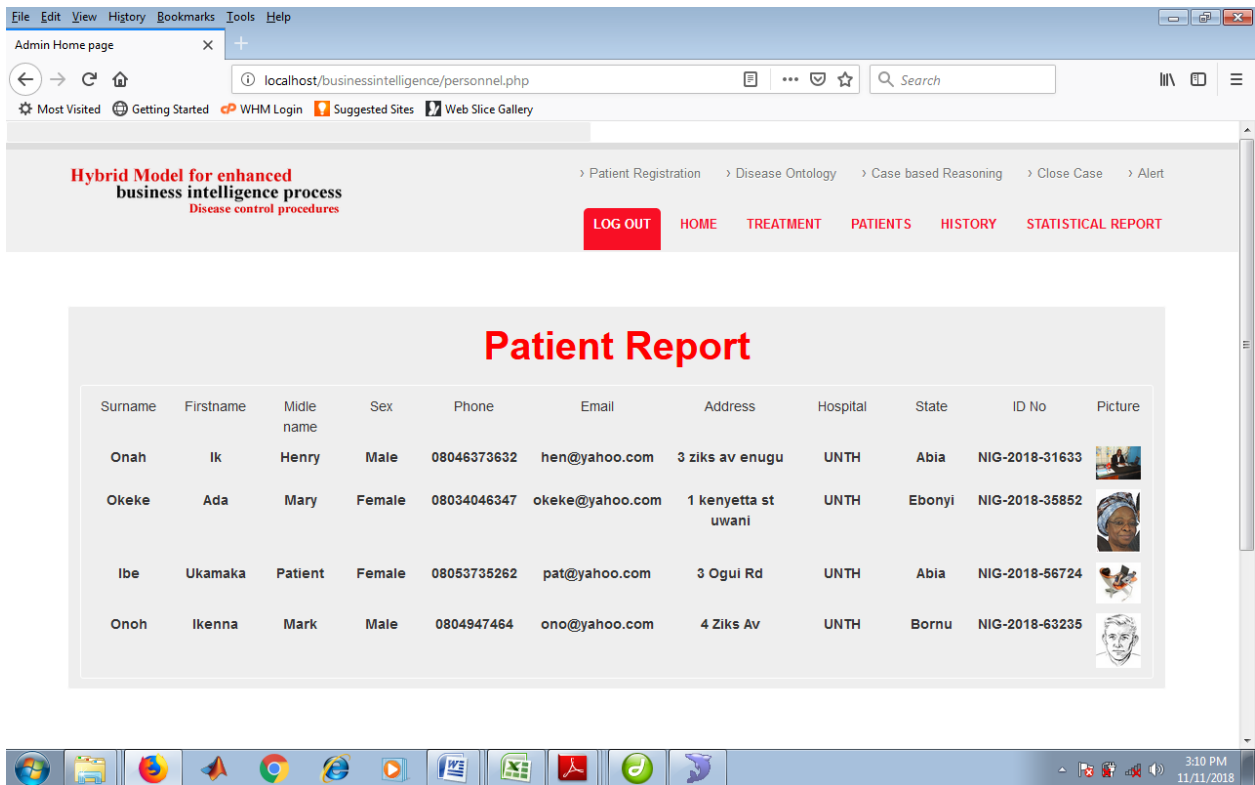 File Edit View History Bookmarks Tools Help
Admin Home page
localhost/businessintelligence/personnel.php
Search
Most Visited Getting Started cP WHM Login Suggested Sites Web Slice Gallery
Hybrid Model for enhanced
business intelligence process
Disease control procedures
› Patient Registration › Disease Ontology › Case based Reasoning › Close Case › Alert
LOG OUT HOME TREATMENT PATIENTS HISTORY STATISTICAL REPORT
Patient Report
Surname Firstname Midle name Sex Phone Email Address Hospital State ID No Picture
Onah Ik Henry Male 08046373632 hen@yahoo.com 3 ziks av enugu UNTH Abia NIG-2018-31633
Okeke Ada Mary Female 08034046347 okeke@yahoo.com 1 kenyetta st uwani UNTH Ebonyi NIG-2018-35852
Ibe Ukamaka Patient Female 08053735262 pat@yahoo.com 3 Ogui Rd UNTH Abia NIG-2018-56724
Onoh Ikenna Mark Male 0804947464 ono@yahoo.com 4 Ziks Av UNTH Bornu NIG-2018-63235
3:10 PM
11/11/2018